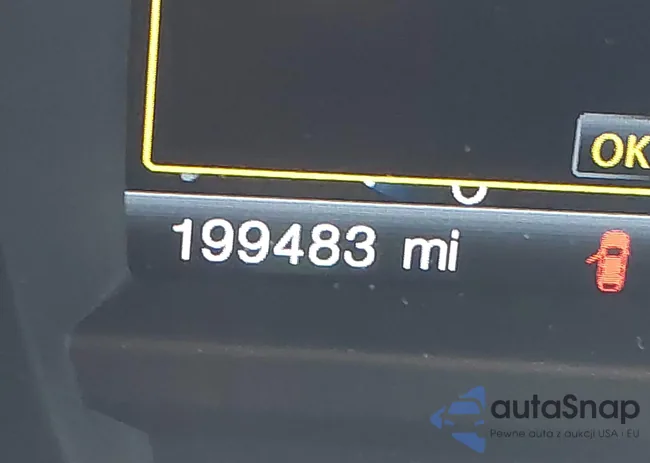 OK
199483 mi
autaSnap
Pewne auta z aukcji USA i EU